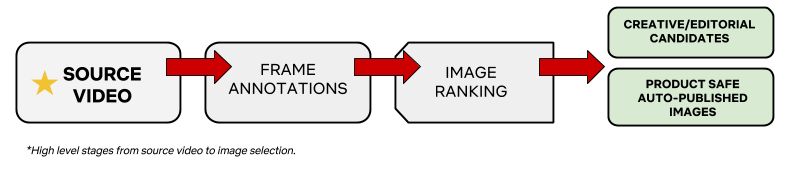 SOURCE
VIDEO
FRAME
ANNOTATIONS
IMAGE
RANKING
CREATIVE/EDITORIAL
CANDIDATES
PRODUCT SAFE
AUTO-PUBLISHED
IMAGES
*High level stages from source video to image selection.